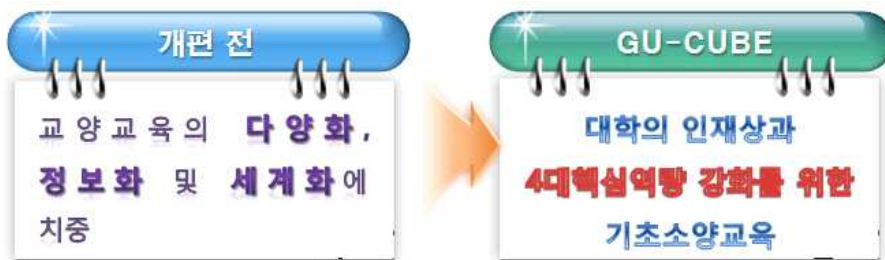 개편 전
교양교육의 다양화,
정보화 및 세계화에
치중
GU-CUBE
대학의 인재상과
4대핵심역량 강화를 위한
기초소양교육